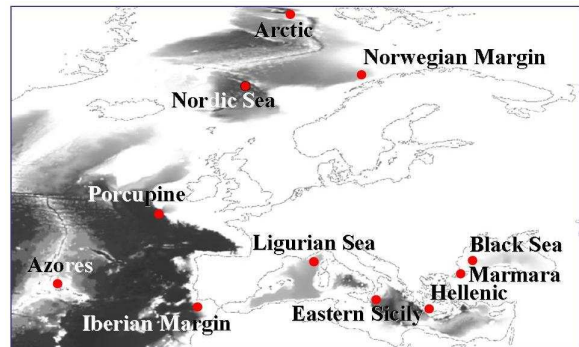 Arctic
Norwegian Margin
Nordic Sea
Porcupine
Ligurian Sea
Black Sea
Azores
Marmara
Hellenic
Eastern Sicily
Iberian Margin